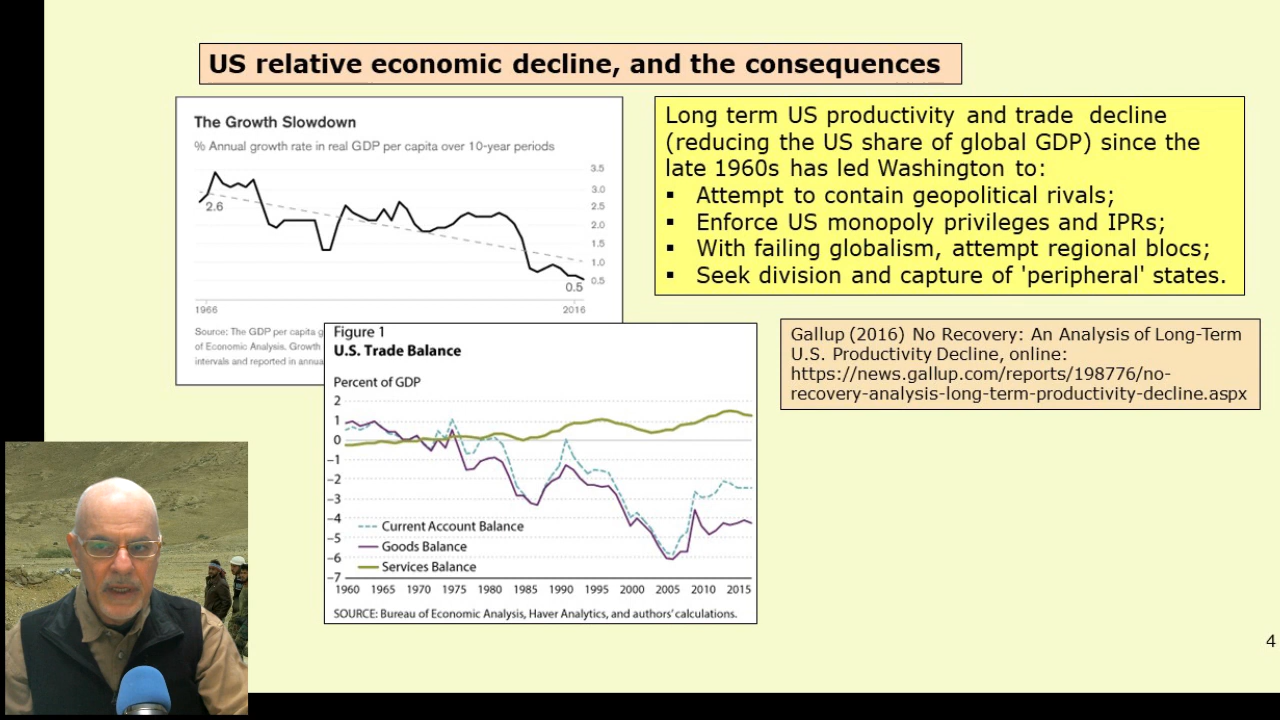 US relative economic decline, and the consequences
The Growth Slowdown
% Annual growth rate in real GDP per capita over 10-year periods
3.5
3.0
2.5
2.0
1.5
1.0
0.5
2.6
0.5
1966
2016
Source: The GDP per capita g
of Economic Analysis. Growth
intervals and reported in annua
Long term US productivity and trade decline
(reducing the US share of global GDP) since the
late 1960s has led Washington to:
▪ Attempt to contain geopolitical rivals;
▪ Enforce US monopoly privileges and IPRs;
▪ With failing globalism, attempt regional blocs;
▪ Seek division and capture of 'peripheral' states.
Gallup (2016) No Recovery: An Analysis of Long-Term
U.S. Productivity Decline, online:
https://news.gallup.com/reports/198776/no-
recovery-analysis-long-term-productivity-decline.aspx
Figure 1
U.S. Trade Balance
Percent of GDP
2
1
0
−1
−2
−3
−4
−5
−6
−7
Current Account Balance
Goods Balance
Services Balance
1960 1965 1970 1975 1980 1985 1990 1995 2000 2005 2010 2015
SOURCE: Bureau of Economic Analysis, Haver Analytics, and authors' calculations.
4